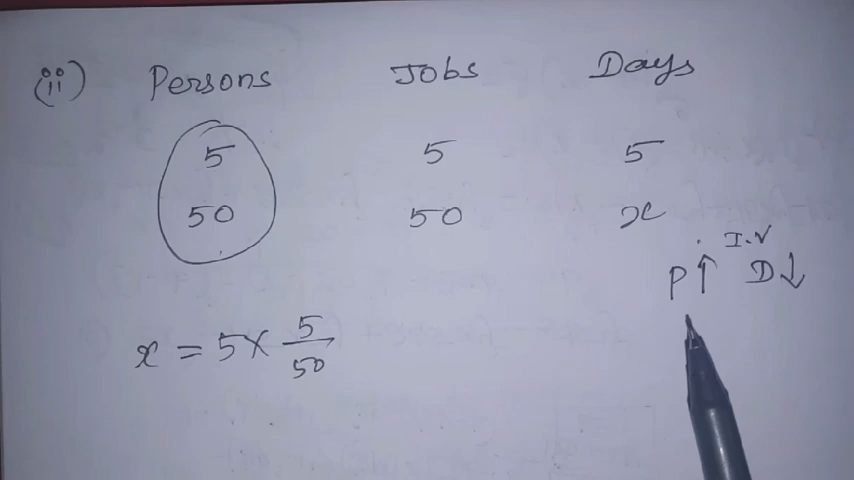 (ii) Persons Jobs Days
5 5 5
50 50 x
I.V
P↑ D↓
x = 5 × 5/50